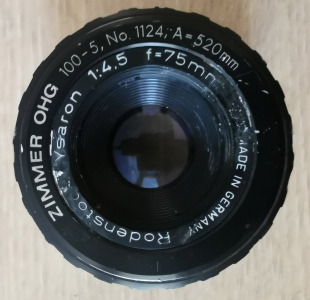 ZIMMER OHG 100-5, No. 1124, A=520mm
Rodenstock Ysaron 1:4.5 f=75mm
MADE IN GERMANY